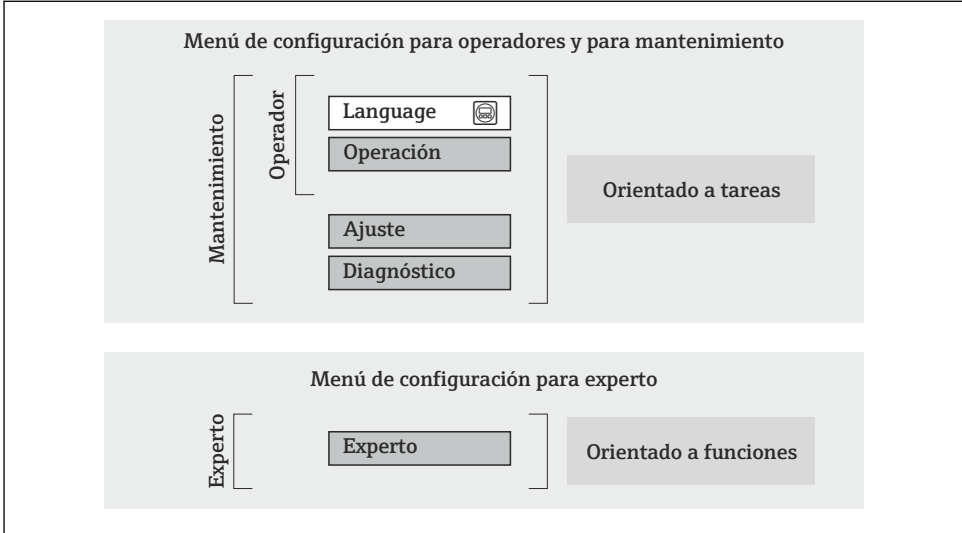 Menú de configuración para operadores y para mantenimiento
Mantenimiento
Operador
Language
Operación
Ajuste
Diagnóstico
Orientado a tareas
Menú de configuración para experto
Experto
Experto
Orientado a funciones